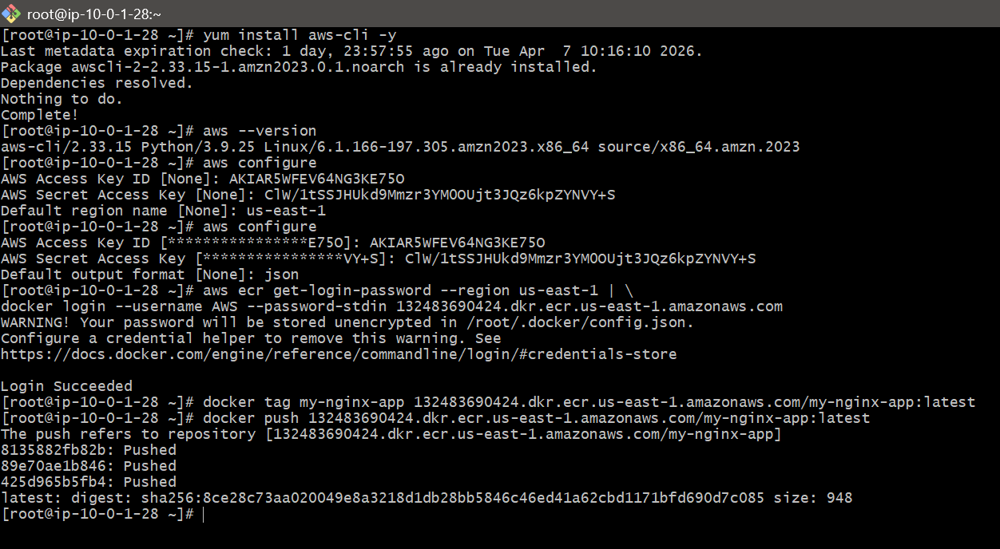 root@ip-10-0-1-28:~
[root@ip-10-0-1-28 ~]# yum install aws-cli -y
Last metadata expiration check: 1 day, 23:57:55 ago on Tue Apr  7 10:16:10 2026.
Package awscli-2-2.33.15-1.amzn2023.0.1.noarch is already installed.
Dependencies resolved.
Nothing to do.
Complete!
[root@ip-10-0-1-28 ~]# aws --version
aws-cli/2.33.15 Python/3.9.25 Linux/6.1.166-197.305.amzn2023.x86_64 source/x86_64.amzn.2023
[root@ip-10-0-1-28 ~]# aws configure
AWS Access Key ID [None]: AKIAR5WFEV64NG3KE75O
AWS Secret Access Key [None]: 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
Default region name [None]: us-east-1
[root@ip-10-0-1-28 ~]# aws configure
AWS Access Key ID [****************E75O]: AKIAR5WFEV64NG3KE75O
AWS Secret Access Key [****************VY+S]: 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
Default output format [None]: json
[root@ip-10-0-1-28 ~]# aws ecr get-login-password --region us-east-1 | \
docker login --username AWS --password-stdin 132483690424.dkr.ecr.us-east-1.amazonaws.com
WARNING! Your password will be stored unencrypted in /root/.docker/config.json.
Configure a credential helper to remove this warning. See
https://docs.docker.com/engine/reference/commandline/login/#credentials-store
Login Succeeded
[root@ip-10-0-1-28 ~]# docker tag my-nginx-app 132483690424.dkr.ecr.us-east-1.amazonaws.com/my-nginx-app:latest
[root@ip-10-0-1-28 ~]# docker push 132483690424.dkr.ecr.us-east-1.amazonaws.com/my-nginx-app:latest
The push refers to repository [132483690424.dkr.ecr.us-east-1.amazonaws.com/my-nginx-app]
8135882fb82b: Pushed
89e70ae1b846: Pushed
425d965b5fb4: Pushed
latest: digest: sha256:8ce28c73aa020049e8a3218d1db28bb5846c46ed41a62cbd1171bfd690d7c085 size: 948
[root@ip-10-0-1-28 ~]#